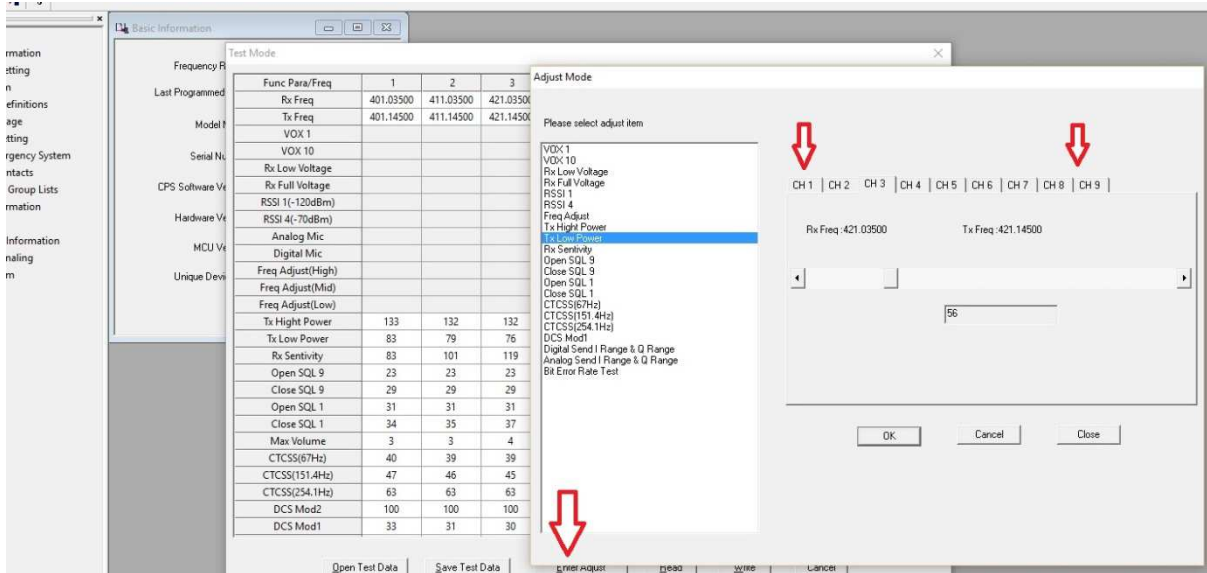 Basic Information
rmation
etting
m
efinitions
age
etting
rgency System
ntacts
Group Lists
rmation
Information
naling
m
Frequency R
Last Programmed
Model N
Serial Nu
CPS Software Ve
Hardware Ve
MCU Ve
Unique Devi
Test Mode
Func Para/Freq 1 2 3
Rx Freq 401.03500 411.03500 421.03500
Tx Freq 401.14500 411.14500 421.14500
VOX 1
VOX 10
Rx Low Voltage
Rx Full Voltage
RSSI 1(-120dBm)
RSSI 4(-70dBm)
Analog Mic
Digital Mic
Freq Adjust(High)
Freq Adjust(Mid)
Freq Adjust(Low)
Tx Hight Power 133 132 132
Tx Low Power 83 79 76
Rx Sentivity 83 101 119
Open SQL 9 23 23 23
Close SQL 9 29 29 29
Open SQL 1 31 31 31
Close SQL 1 34 35 37
Max Volume 3 3 4
CTCSS(67Hz) 40 39 39
CTCSS(151.4Hz) 47 46 45
CTCSS(254.1Hz) 63 63 63
DCS Mod2 100 100 100
DCS Mod1 33 31 30
Open Test Data Save Test Data Enter Adjust Read Write Cancel
Adjust Mode
Please select adjust item
VOX 1
VOX 10
Rx Low Voltage
Rx Full Voltage
RSSI 1
RSSI 4
Freq Adjust
Tx Hight Power
Tx Low Power
Rx Sentivity
Open SQL 9
Close SQL 9
Open SQL 1
Close SQL 1
CTCSS(67Hz)
CTCSS(151.4Hz)
CTCSS(254.1Hz)
DCS Mod1
Digital Send I Range & Q Range
Analog Send I Range & Q Range
Bit Error Rate Test
CH 1 CH 2 CH 3 CH 4 CH 5 CH 6 CH 7 CH 8 CH 9
Rx Freq :421.03500 Tx Freq :421.14500
56
OK Cancel Close